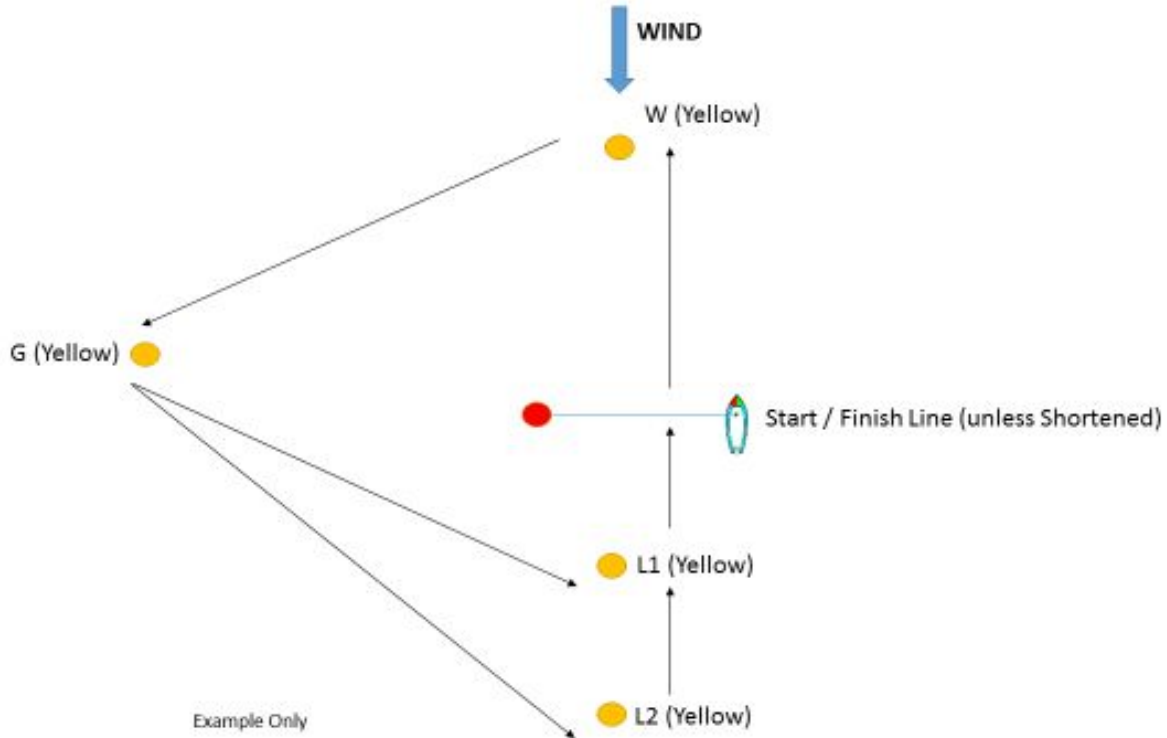 WIND
W (Yellow)
G (Yellow)
Start / Finish Line (unless Shortened)
L1 (Yellow)
L2 (Yellow)
Example Only